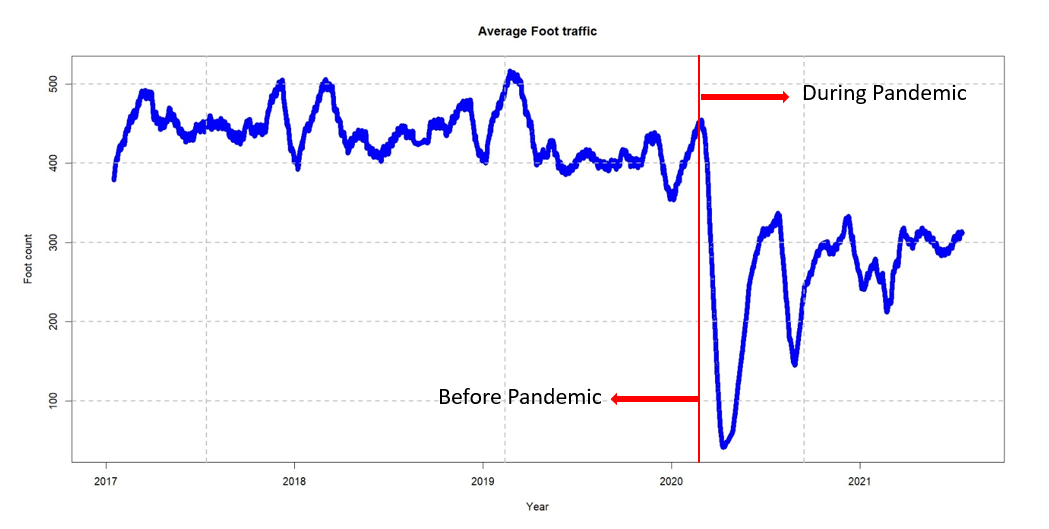 Average Foot traffic
500
400
300
200
100
Foot count
During Pandemic
Before Pandemic
2017
2018
2019
2020
2021
Year